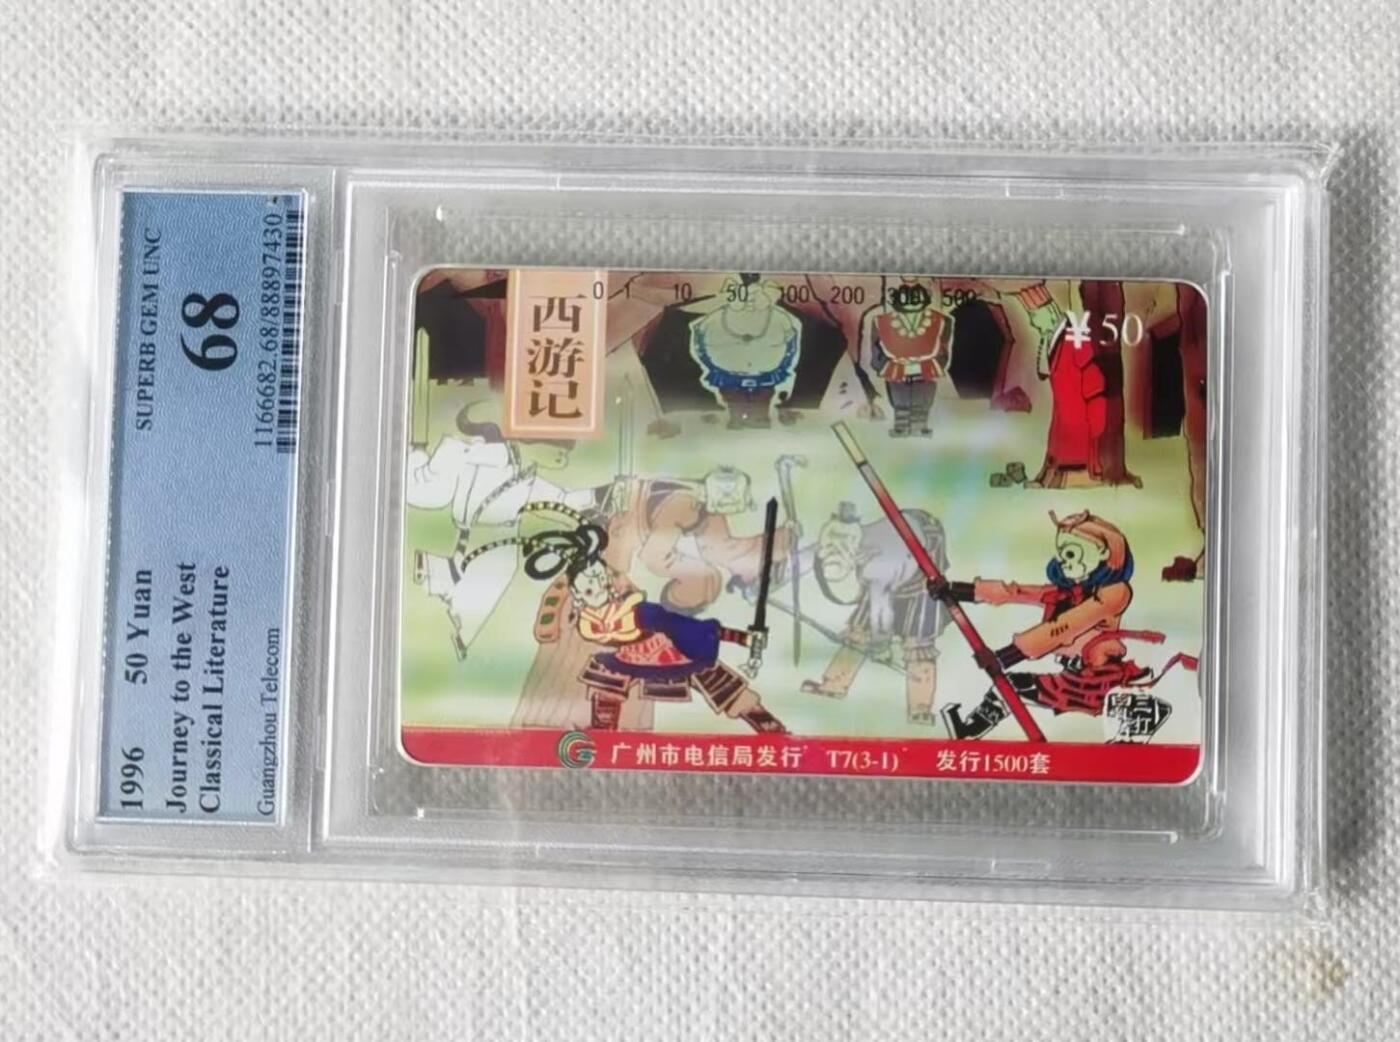 1996 50 Yuan
Journey to the West
Classical Literature
Guangzhou Telecom
SUPERB GEM UNC
68
1166682.68/88897430
西游记
0 1 10 50 100 200 300 500
¥50
广州市电信局发行 T7(3-1) 发行1500套